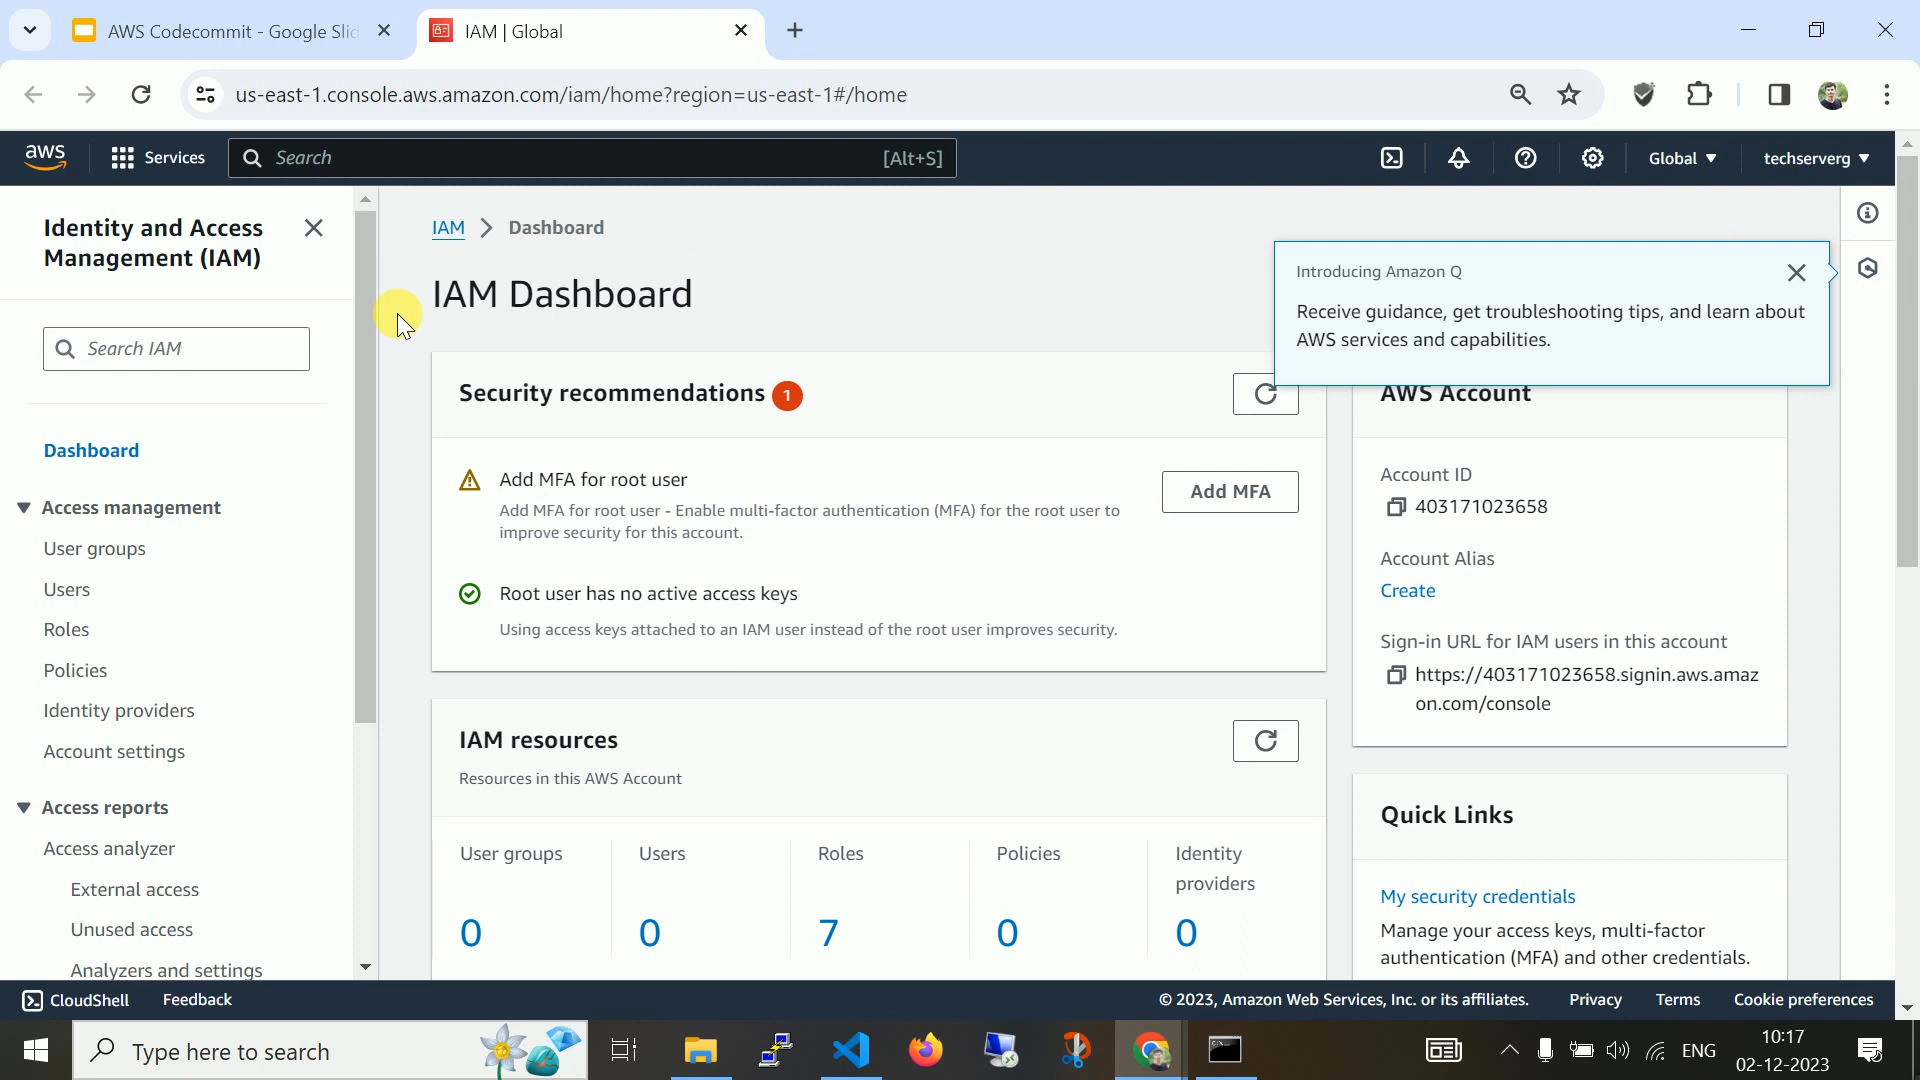 AWS Codecommit - Google Slid
IAM | Global
us-east-1.console.aws.amazon.com/iam/home?region=us-east-1#/home
aws
Services
Search
[Alt+S]
Global
techserverg
Identity and Access
Management (IAM)
Search IAM
Dashboard
Access management
User groups
Users
Roles
Policies
Identity providers
Account settings
Access reports
Access analyzer
External access
Unused access
Analyzers and settings
IAM
Dashboard
IAM Dashboard
Introducing Amazon Q
Receive guidance, get troubleshooting tips, and learn about
AWS services and capabilities.
Security recommendations 1
Add MFA for root user
Add MFA for root user - Enable multi-factor authentication (MFA) for the root user to
improve security for this account.
Add MFA
Root user has no active access keys
Using access keys attached to an IAM user instead of the root user improves security.
IAM resources
Resources in this AWS Account
User groups
0
Users
0
Roles
7
Policies
0
Identity
providers
0
AWS Account
Account ID
403171023658
Account Alias
Create
Sign-in URL for IAM users in this account
https://403171023658.signin.aws.amaz
on.com/console
Quick Links
My security credentials
Manage your access keys, multi-factor
authentication (MFA) and other credentials.
CloudShell
Feedback
© 2023, Amazon Web Services, Inc. or its affiliates.
Privacy
Terms
Cookie preferences
Type here to search
ENG
10:17
02-12-2023